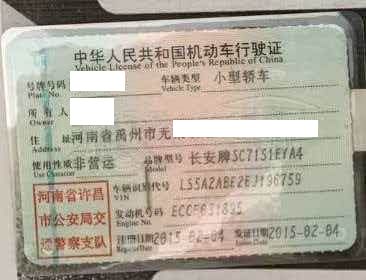 中华人民共和国机动车行驶证
Vehicle License of the People's Republic of China
号牌号码
Plate No.
车辆类型 小型轿车
Vehicle Type
所有人
Owner
住址 河南省禹州市无
Address
使用性质 非营运
Use Character
品牌型号 长安牌SC7151EYA4
Model
河南省许昌
市公安局交
通警察支队
车辆识别代号
VIN
发动机号码
Engine No.
注册日期 2015-02-04
Register Date
发证日期 2015-02-04
Issue Date